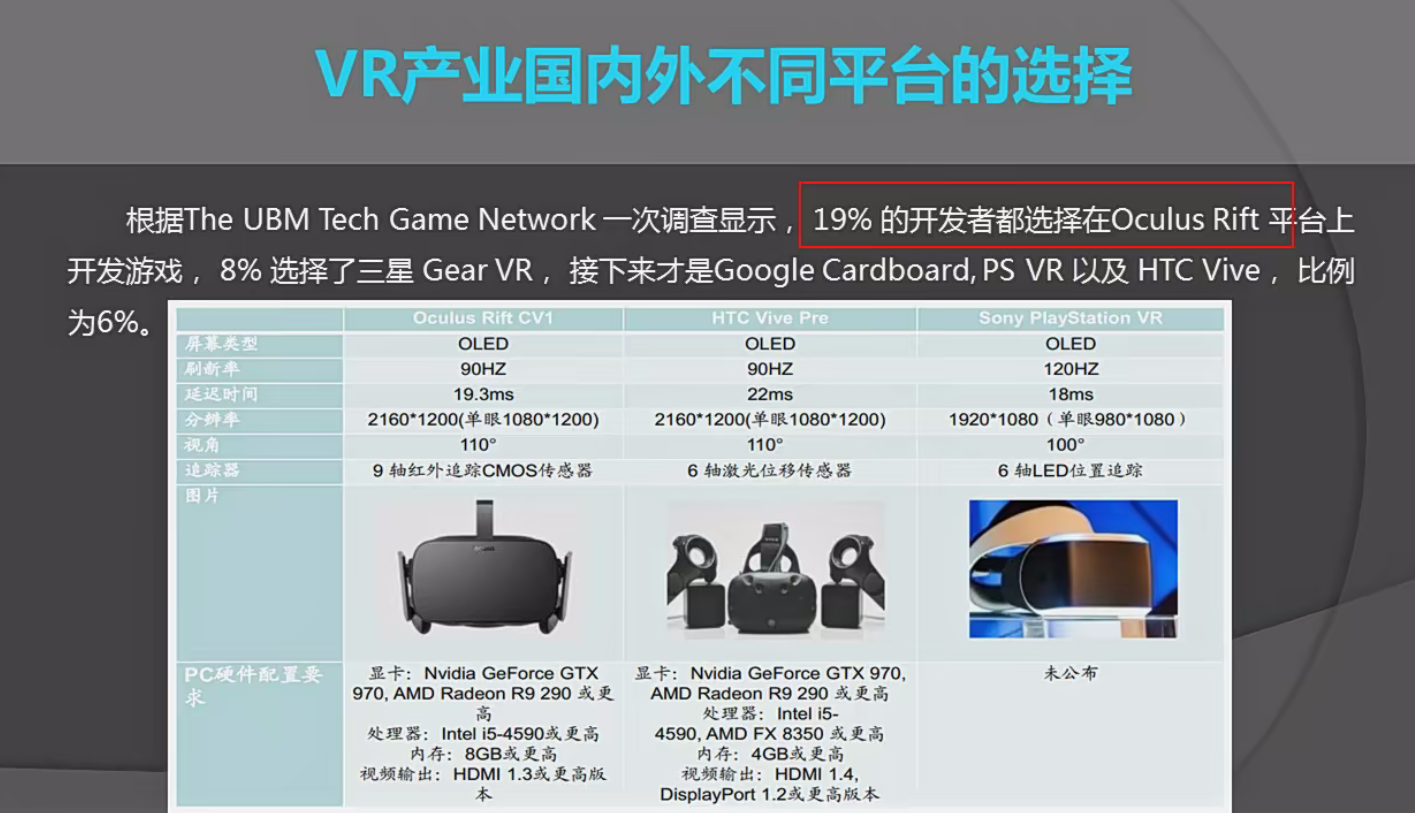 VR产业国内外不同平台的选择
根据The UBM Tech Game Network 一次调查显示， 19% 的开发者都选择在Oculus Rift 平台上
开发游戏， 8% 选择了三星 Gear VR， 接下来才是Google Cardboard, PS VR 以及 HTC Vive， 比例
为6%。
Oculus Rift CV1 HTC Vive Pre Sony PlayStation VR
屏幕类型 OLED OLED OLED
刷新率 90HZ 90HZ 120HZ
延迟时间 19.3ms 22ms 18ms
分辨率 2160*1200(单眼1080*1200) 2160*1200(单眼1080*1200) 1920*1080（单眼980*1080）
视角 110° 110° 100°
追踪器 9 轴红外追踪CMOS传感器 6 轴激光位移传感器 6 轴LED位置追踪
图片
PC硬件配置要
求
显卡：Nvidia GeForce GTX
970, AMD Radeon R9 290 或更
高
处理器：Intel i5-4590或更高
内存：8GB或更高
视频输出：HDMI 1.3或更高版
本
显卡：Nvidia GeForce GTX 970,
AMD Radeon R9 290 或更高
处理器：Intel i5-
4590, AMD FX 8350 或更高
内存：4GB或更高
视频输出：HDMI 1.4,
DisplayPort 1.2或更高版本
未公布